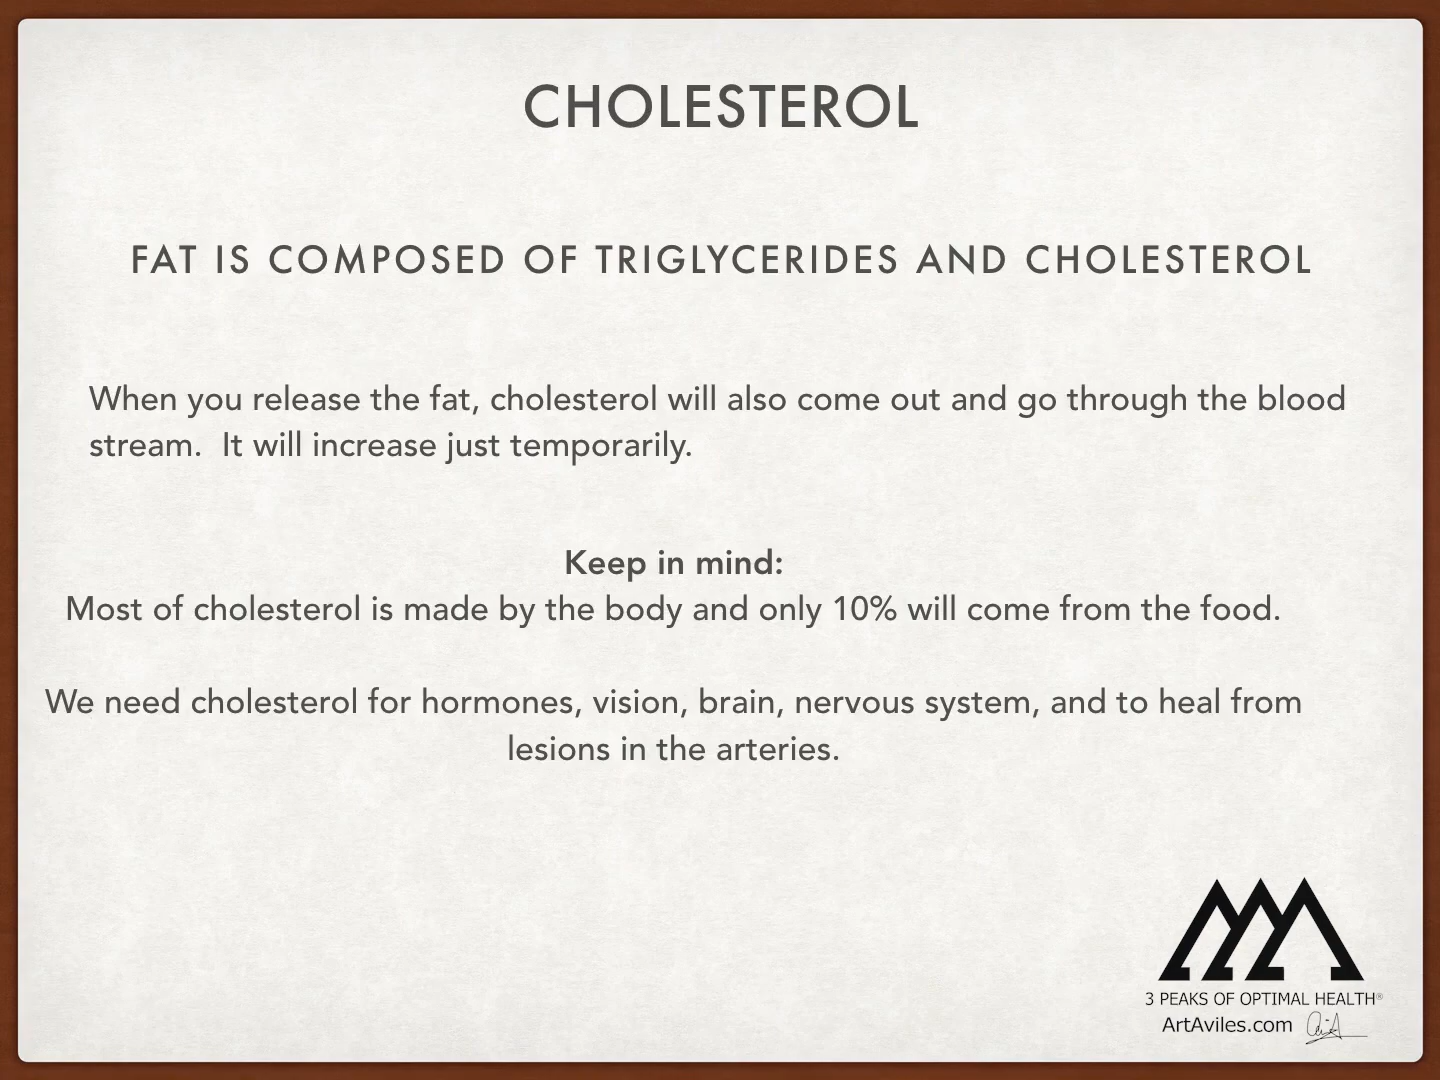 CHOLESTEROL
FAT IS COMPOSED OF TRIGLYCERIDES AND CHOLESTEROL
When you release the fat, cholesterol will also come out and go through the blood
stream.  It will increase just temporarily.
Keep in mind:
Most of cholesterol is made by the body and only 10% will come from the food.
We need cholesterol for hormones, vision, brain, nervous system, and to heal from
lesions in the arteries.
3 PEAKS OF OPTIMAL HEALTH®
ArtAviles.com